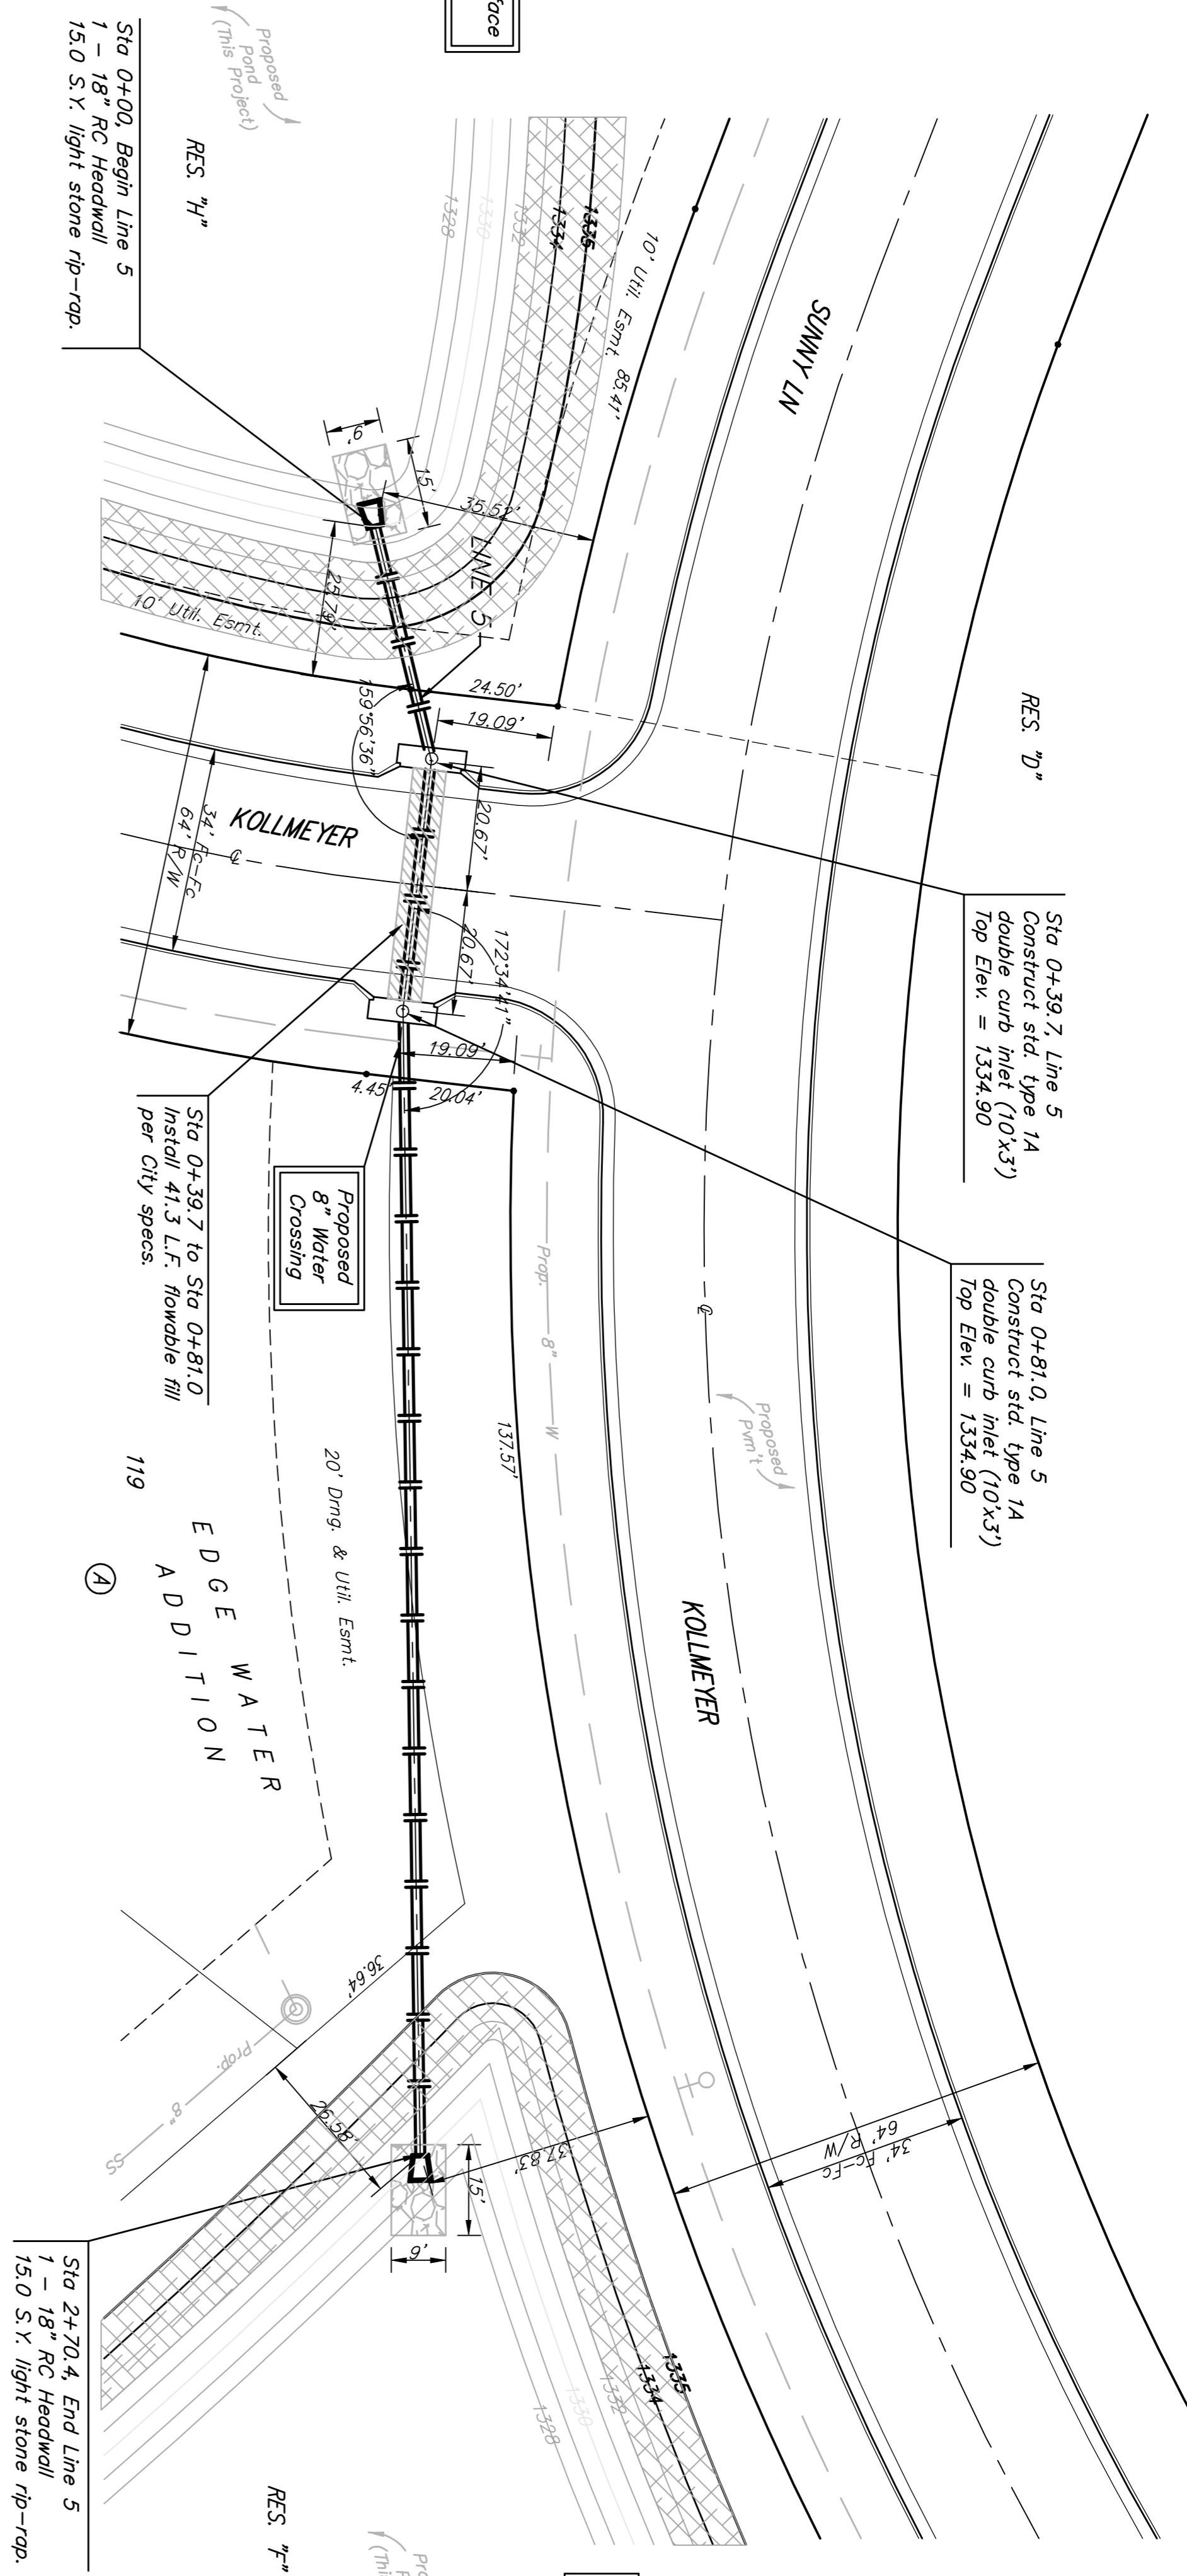 face
Proposed
Pond
(This Project)
Sta 0+00, Begin Line 5
1 - 18" RC Headwall
15.0 S.Y. light stone rip-rap.
RES. "H"
1328
1330
1332
1334
1335
10' Util. Esmt.
85.41'
SUNNY LN
6'
15'
35.52'
LINE 5
25.79'
10' Util. Esmt.
24.50'
19.09'
159°56'36"
20.67'
RES. "D"
KOLLMEYER
℄
34' Fc-Fc
64' R/W
20.67'
172°34'41"
19.09'
4.45'
20.04'
Sta 0+39.7, Line 5
Construct std. type 1A
double curb inlet (10'x3')
Top Elev. = 1334.90
Sta 0+81.0, Line 5
Construct std. type 1A
double curb inlet (10'x3')
Top Elev. = 1334.90
Sta 0+39.7 to Sta 0+81.0
Install 41.3 L.F. flowable fill
per City specs.
Proposed
8" Water
Crossing
Prop. 8" W
℄
Proposed
Pvm't
137.57'
20' Drng. & Util. Esmt.
119
EDGE WATER
ADDITION
A
KOLLMEYER
36.64'
Prop. 8" SS
26.58'
37.83'
15'
6'
64' R/W
34' Fc-Fc
1335
1334
1332
1330
1328
Sta 2+70.4, End Line 5
1 - 18" RC Headwall
15.0 S.Y. light stone rip-rap.
RES. "F"